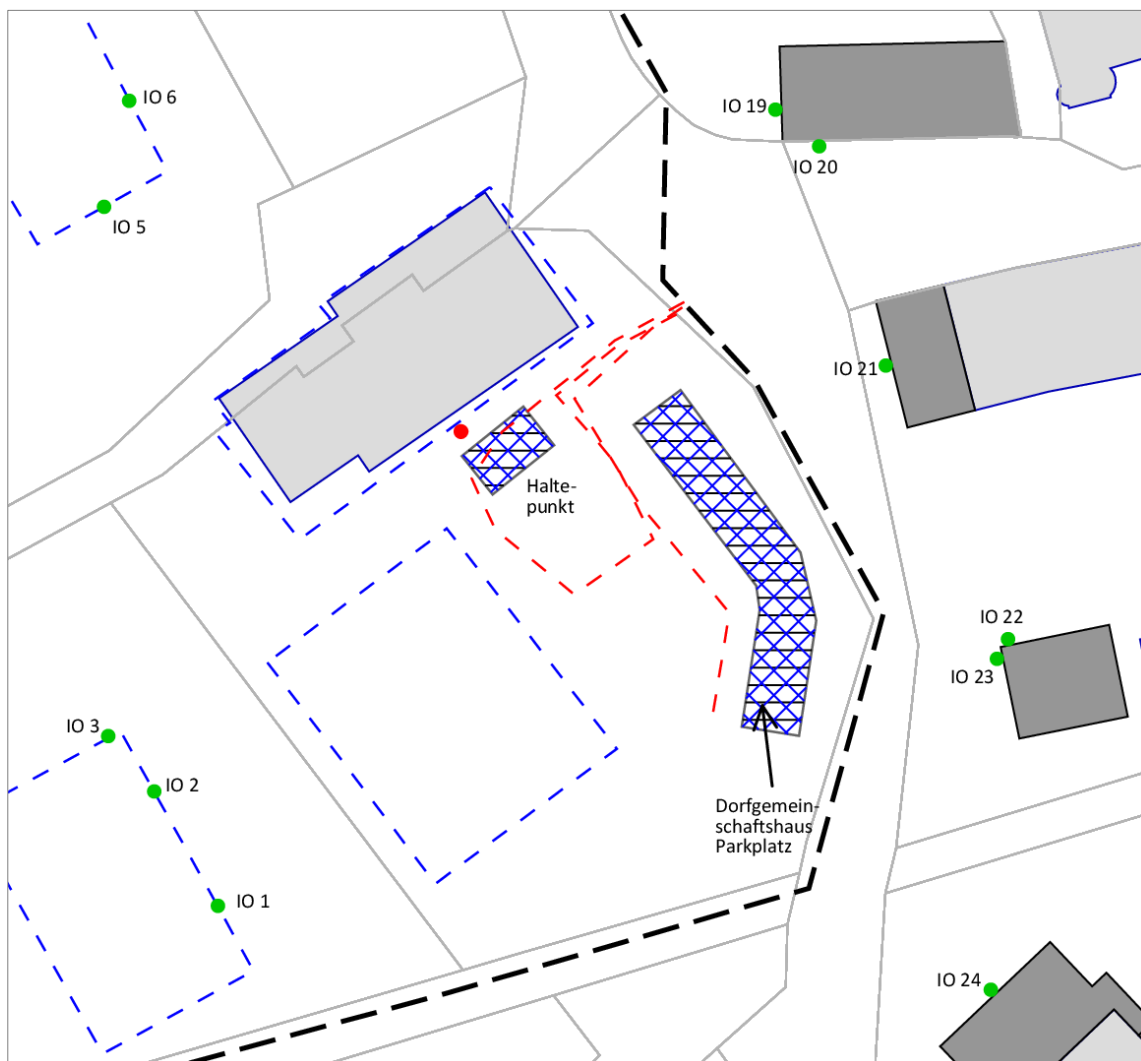 IO 6
IO 19
IO 20
IO 5
IO 21
Halte-
punkt
IO 22
IO 23
IO 3
IO 2
Dorfgemein-
schaftshaus
Parkplatz
IO 1
IO 24